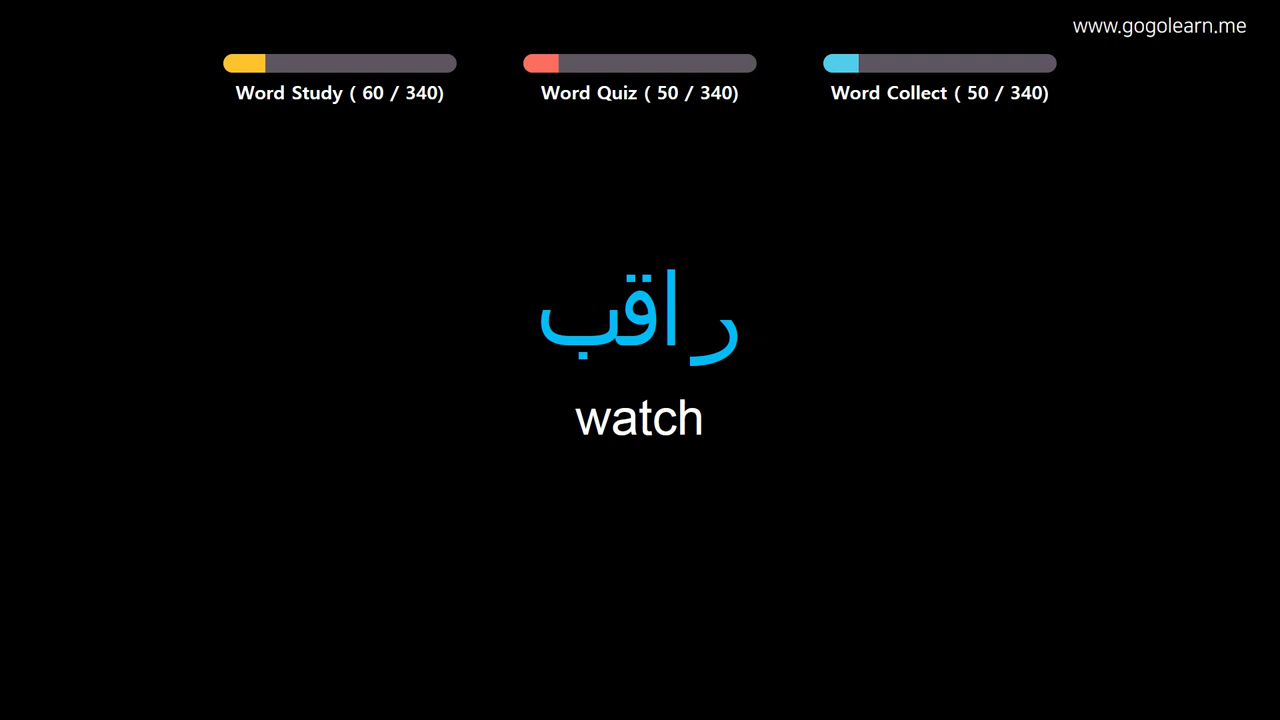 www.gogolearn.me
Word Study ( 60 / 340)
Word Quiz ( 50 / 340)
Word Collect ( 50 / 340)
راقب
watch